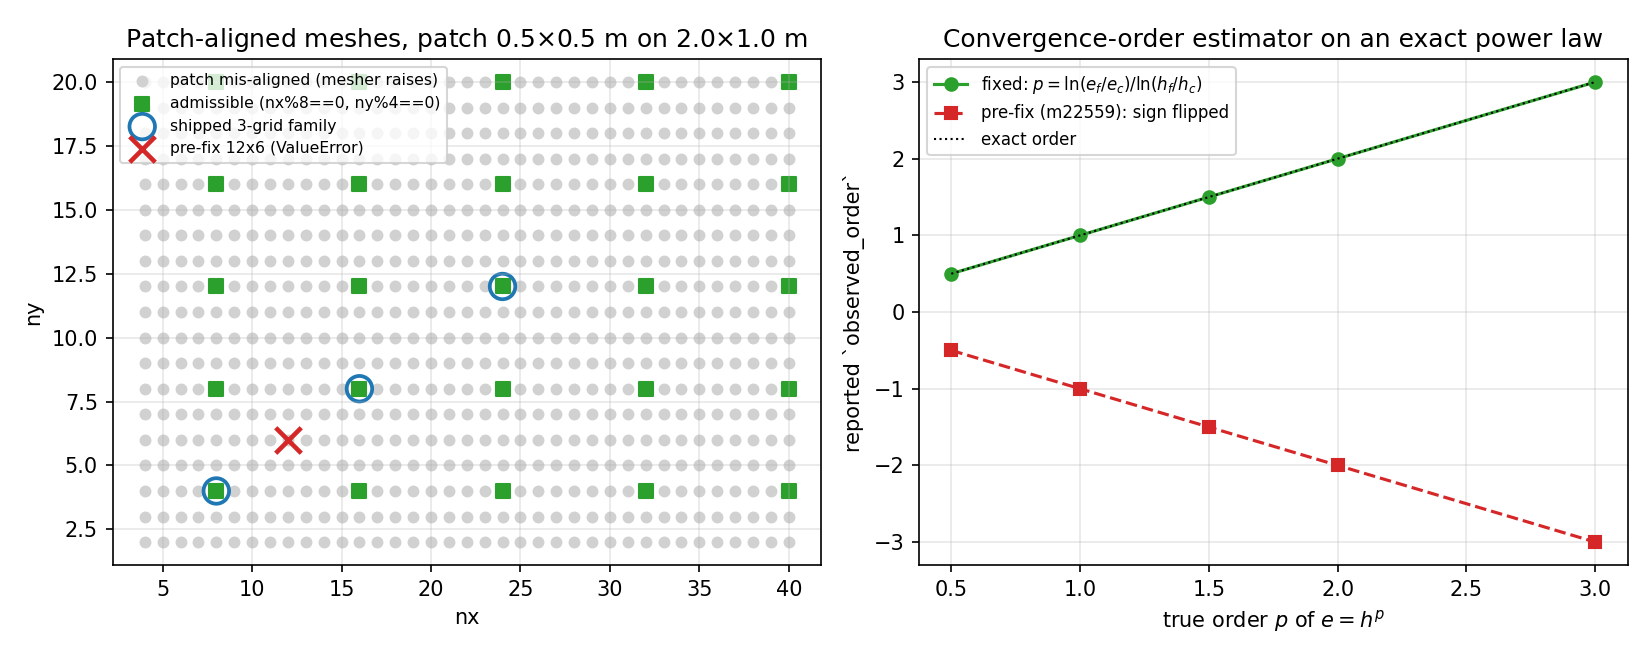 Patch-aligned meshes, patch 0.5×0.5 m on 2.0×1.0 m
patch mis-aligned (mesher raises)
admissible (nx%8==0, ny%4==0)
shipped 3-grid family
pre-fix 12x6 (ValueError)
20.0
17.5
15.0
12.5
10.0
7.5
5.0
2.5
ny
5
10
15
20
25
30
35
40
nx
Convergence-order estimator on an exact power law
fixed: p = ln(e_f/e_c)/ln(h_f/h_c)
pre-fix (m22559): sign flipped
exact order
3
2
1
0
−1
−2
−3
reported `observed_order`
0.5
1.0
1.5
2.0
2.5
3.0
true order p of e = h^p